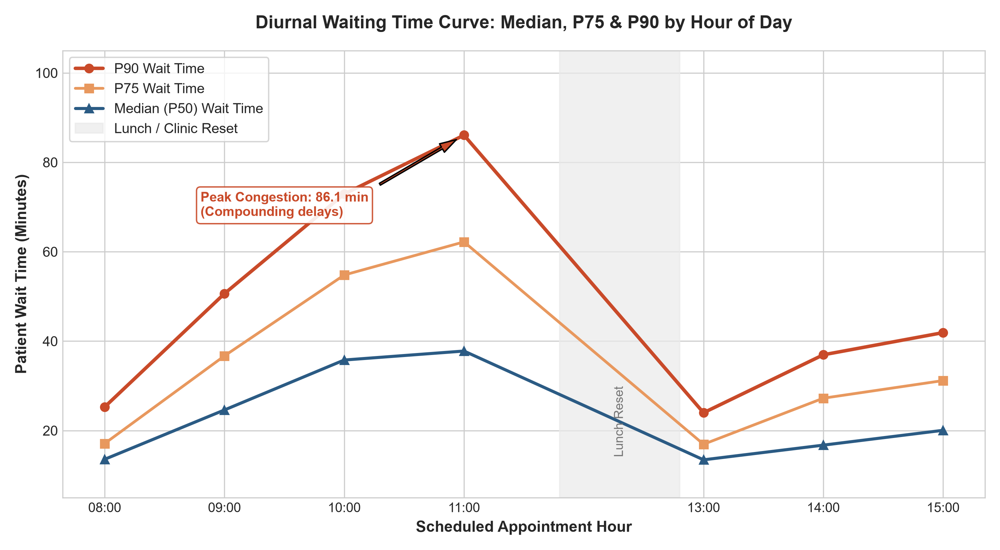 Diurnal Waiting Time Curve: Median, P75 & P90 by Hour of Day
P90 Wait Time
P75 Wait Time
Median (P50) Wait Time
Lunch / Clinic Reset
Peak Congestion: 86.1 min
(Compounding delays)
Lunch Reset
Patient Wait Time (Minutes)
100
80
60
40
20
08:00 09:00 10:00 11:00 13:00 14:00 15:00
Scheduled Appointment Hour